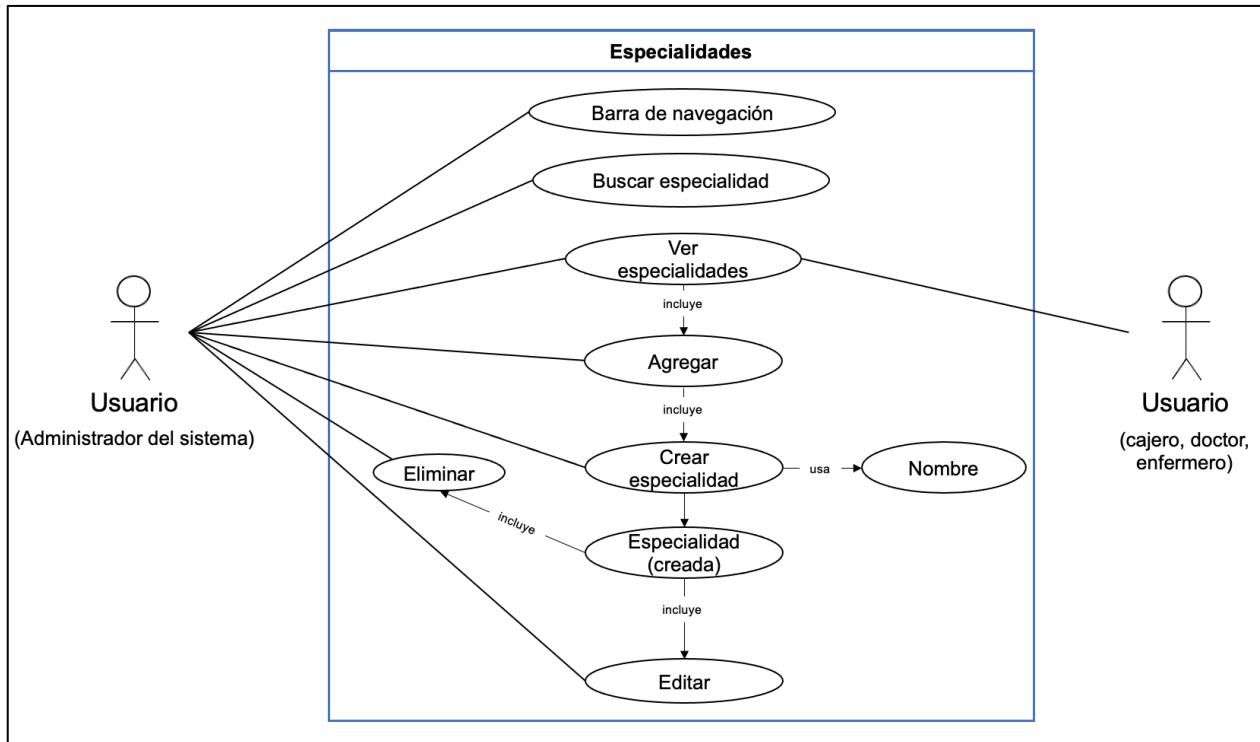 Especialidades
Barra de navegación
Buscar especialidad
Ver
especialidades
incluye
Agregar
incluye
Usuario
(Administrador del sistema)
Usuario
(cajero, doctor,
enfermero)
Eliminar
Crear
especialidad
usa
Nombre
incluye
Especialidad
(creada)
incluye
Editar